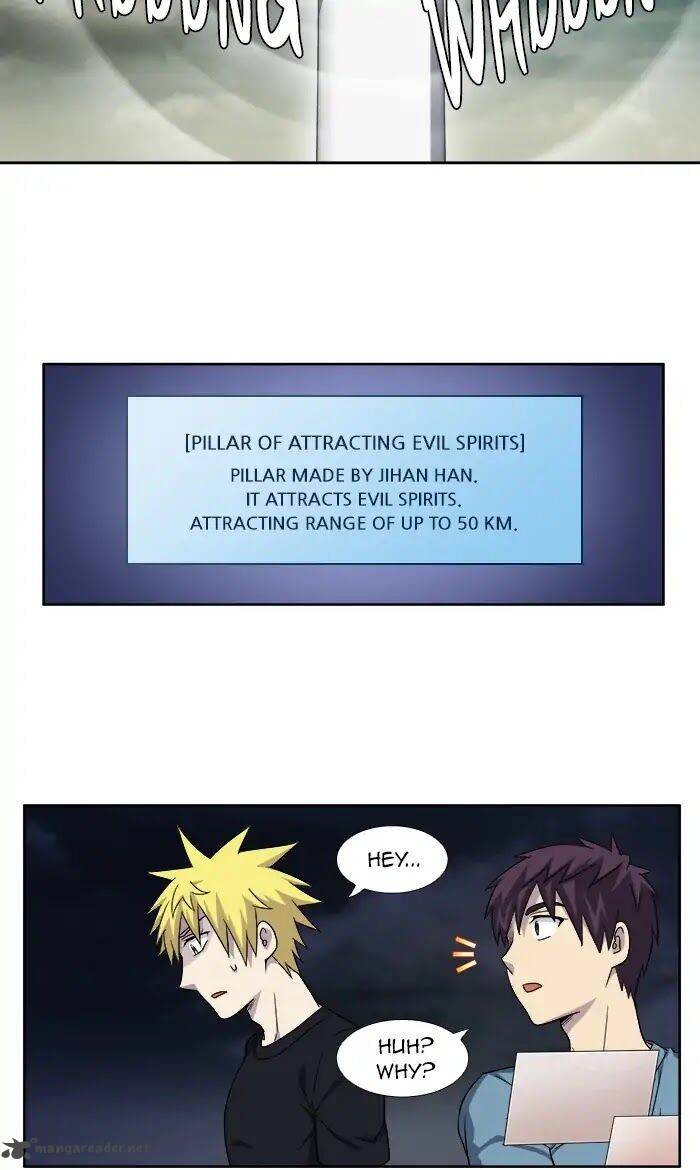 [PILLAR OF ATTRACTING EVIL SPIRITS]
PILLAR MADE BY JIHAN HAN.
IT ATTRACTS EVIL SPIRITS.
ATTRACTING RANGE OF UP TO 50 KM.
HEY...
HUH?
WHY?
mangareader.net